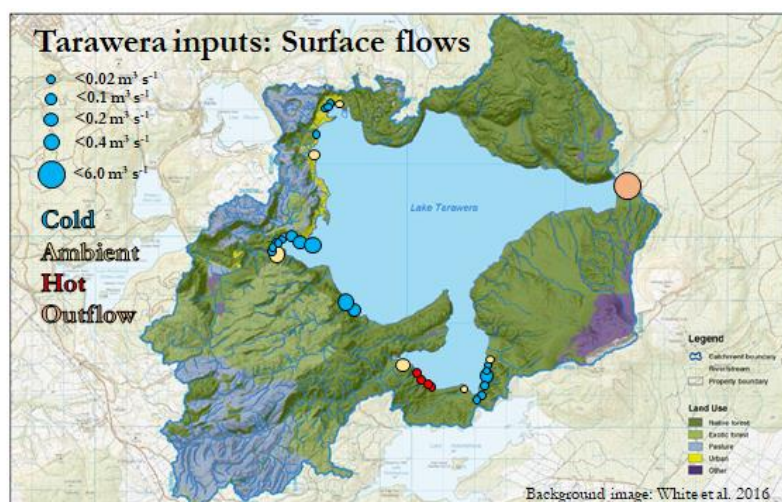 Tarawera inputs: Surface flows
<0.02 m³ s⁻¹
<0.1 m³ s⁻¹
<0.2 m³ s⁻¹
<0.4 m³ s⁻¹
<6.0 m³ s⁻¹
Cold
Ambient
Hot
Outflow
Lake Tarawera
Legend
Catchment boundary
River/stream
Property boundary
Land Use
Native forest
Exotic forest
Pasture
Urban
Other
Background image: White et al. 2016